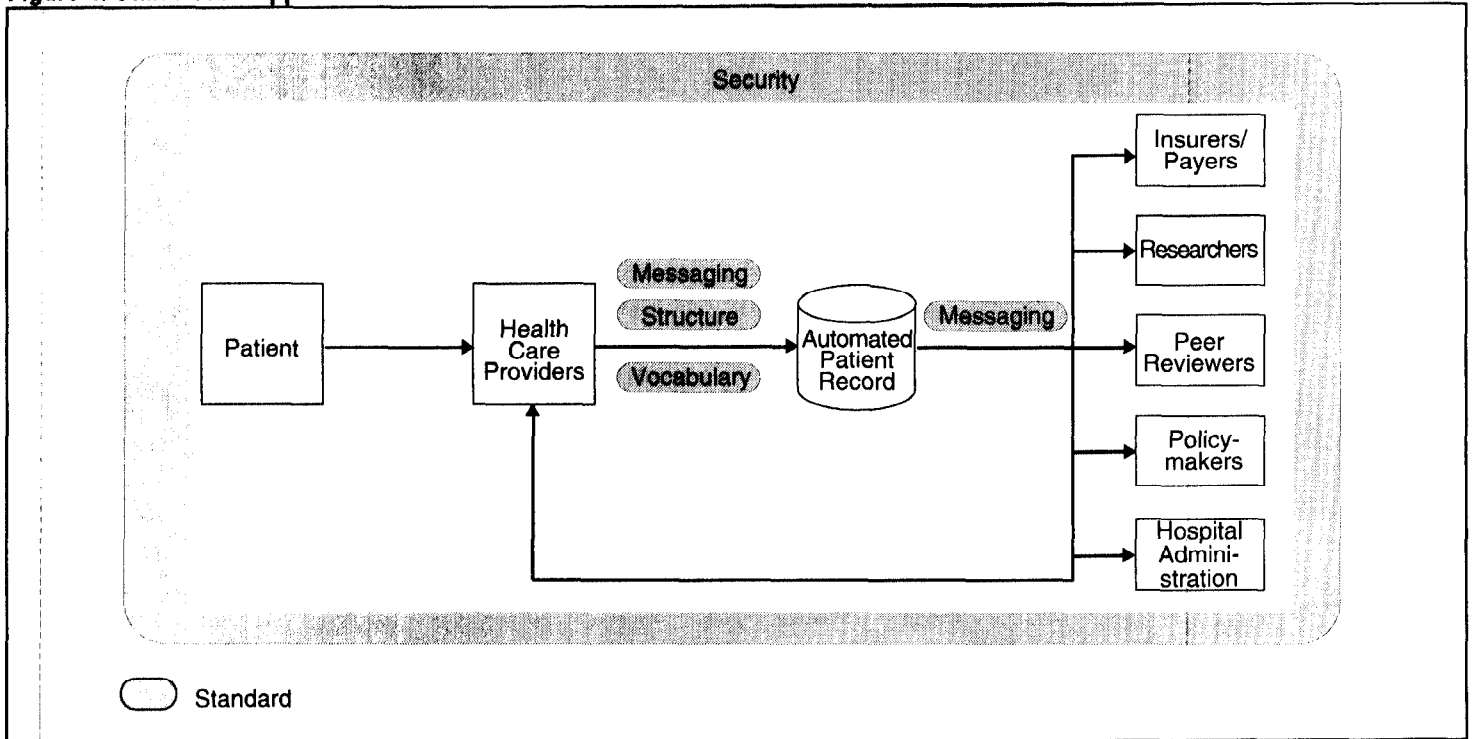 Security
Insurers/
Payers
Researchers
Messaging
Structure
Vocabulary
Messaging
Patient
Health
Care
Providers
Automated
Patient
Record
Peer
Reviewers
Policy-
makers
Hospital
Admini-
stration
Standard